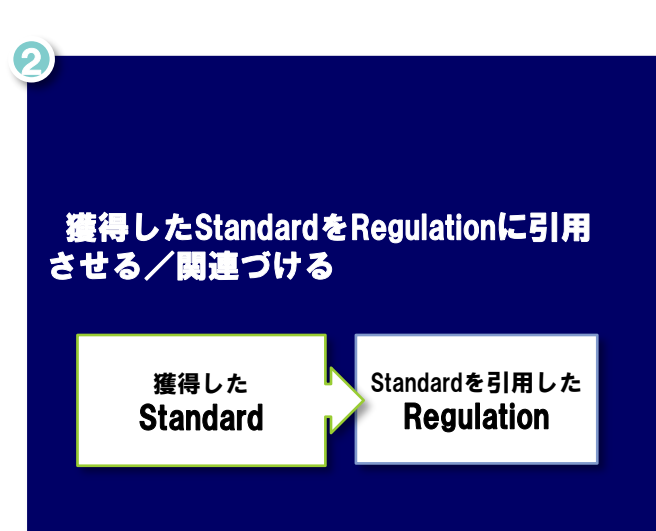 2
獲得したStandardをRegulationに引用
させる／関連づける
獲得した
Standard
Standardを引用した
Regulation